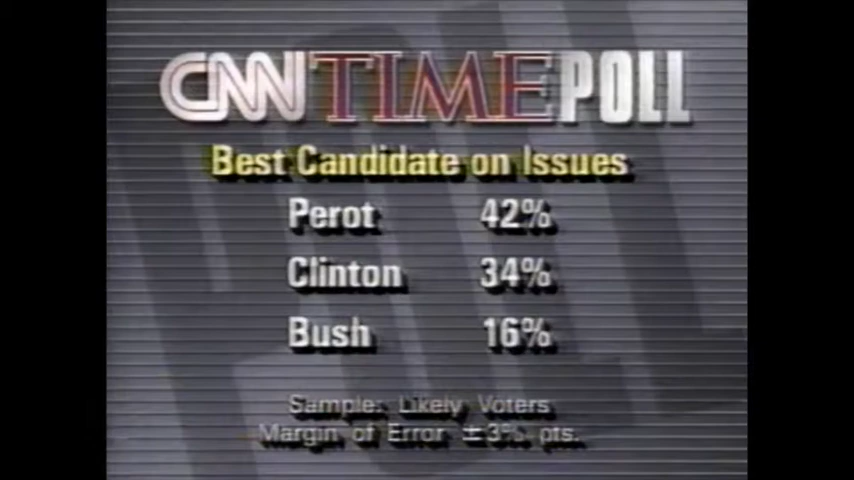 CNN TIME POLL
Best Candidate on Issues
Perot 42%
Clinton 34%
Bush 16%
Sample: Likely Voters
Margin of Error ±3% pts.